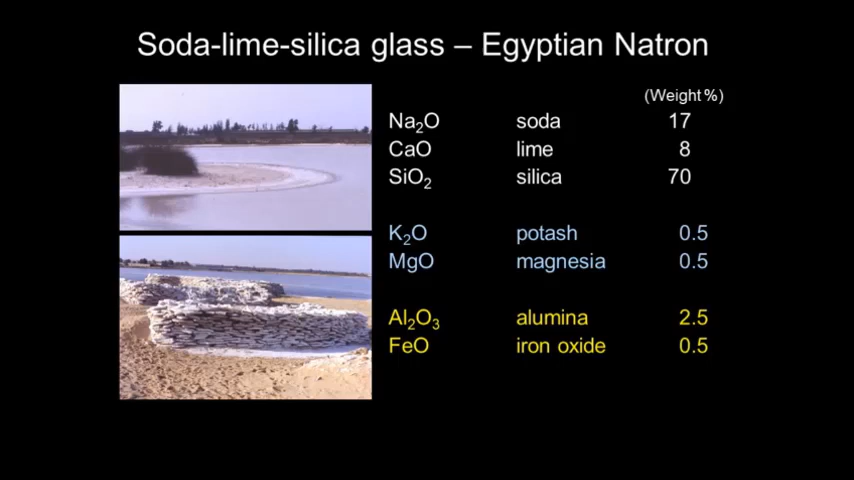 Soda-lime-silica glass – Egyptian Natron
(Weight %)
Na₂O soda 17
CaO lime 8
SiO₂ silica 70
K₂O potash 0.5
MgO magnesia 0.5
Al₂O₃ alumina 2.5
FeO iron oxide 0.5